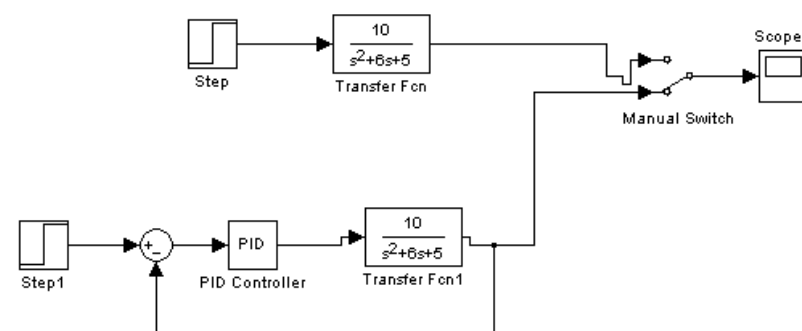 10
s²+6s+5
Step
Transfer Fcn
Scope
Manual Switch
+
−
PID
10
s²+6s+5
Step1
PID Controller
Transfer Fcn1